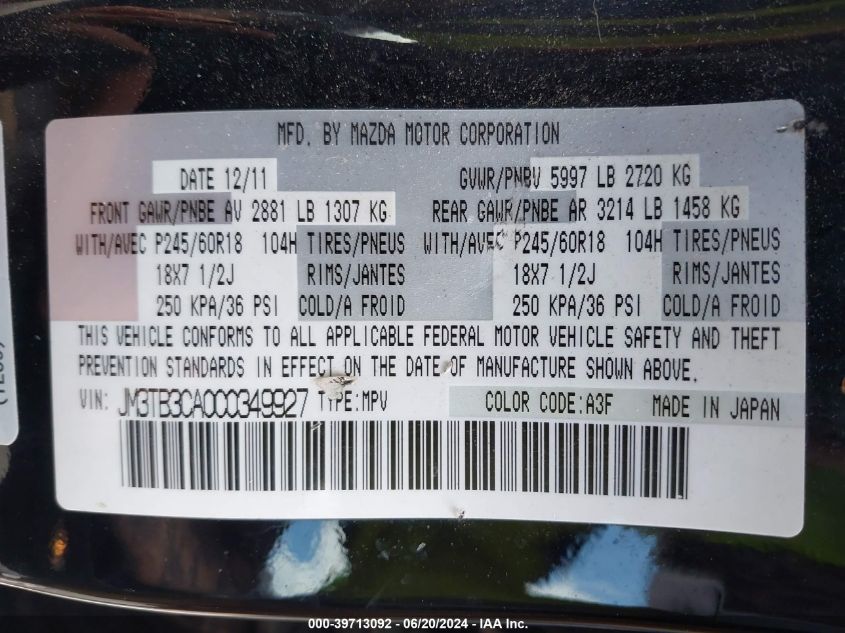 MFD. BY MAZDA MOTOR CORPORATION
DATE 12/11 GVWR/PNBV 5997 LB 2720 KG
FRONT GAWR/PNBE AV 2881 LB 1307 KG REAR GAWR/PNBE AR 3214 LB 1458 KG
WITH/AVEC P245/60R18 104H TIRES/PNEUS WITH/AVEC P245/60R18 104H TIRES/PNEUS
18X7 1/2J RIMS/JANTES 18X7 1/2J RIMS/JANTES
250 KPA/36 PSI COLD/A FROID 250 KPA/36 PSI COLD/A FROID
THIS VEHICLE CONFORMS TO ALL APPLICABLE FEDERAL MOTOR VEHICLE SAFETY AND THEFT
PREVENTION STANDARDS IN EFFECT ON THE DATE OF MANUFACTURE SHOWN ABOVE.
VIN: JM3TB3CA0C0349927 TYPE:MPV COLOR CODE:A3F MADE IN JAPAN
000-39713092 - 06/20/2024 - IAA Inc.